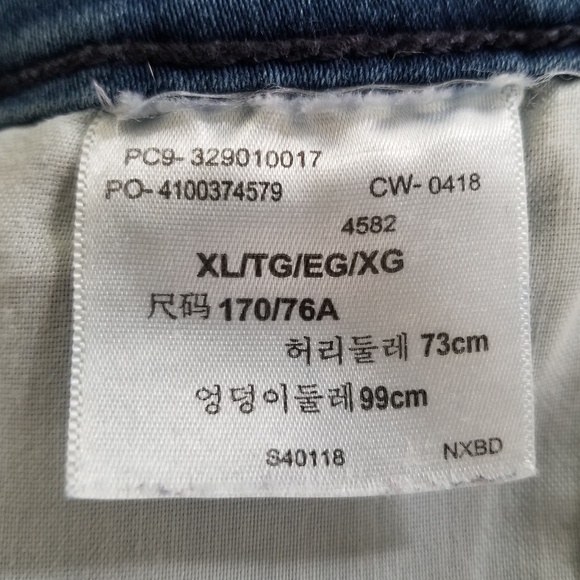 PC9- 329010017
PO- 4100374579 CW- 0418
4582
XL/TG/EG/XG
尺码 170/76A
허리둘레 73cm
엉덩이둘레 99cm
S40118 NXBD